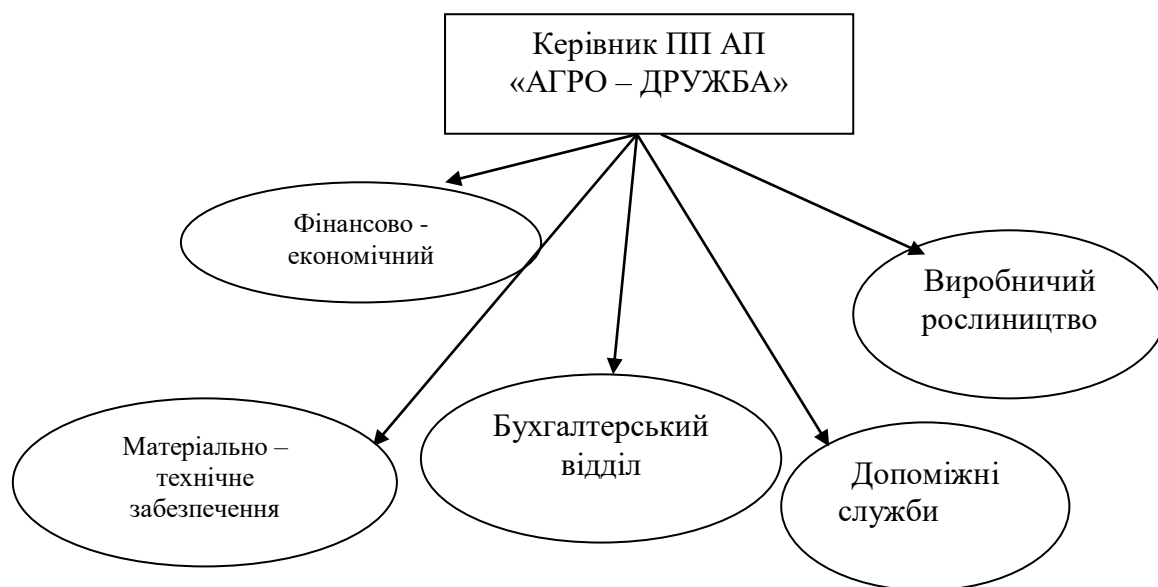 Керівник ПП АП
«АГРО – ДРУЖБА»
Фінансово -
економічний
Виробничий
рослиництво
Матеріально –
технічне
забезпечення
Бухгалтерський
відділ
Допоміжні
служби